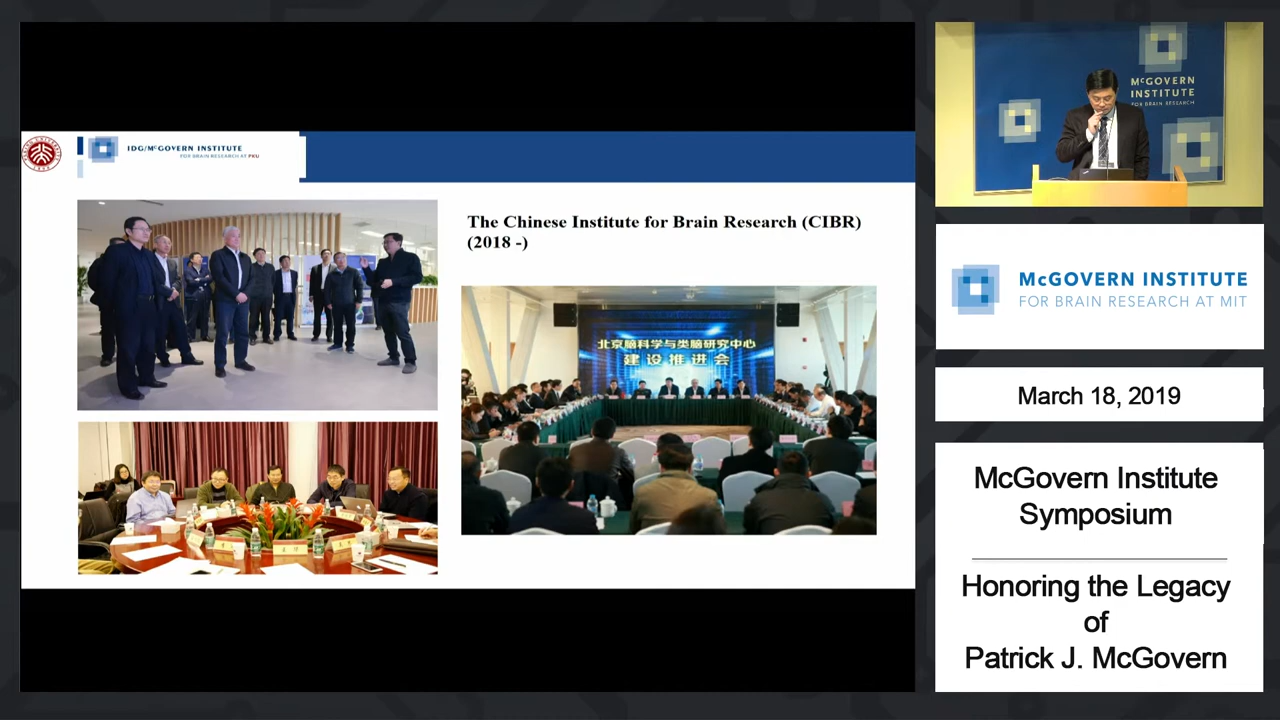 IDG/McGOVERN INSTITUTE
FOR BRAIN RESEARCH AT PKU
The Chinese Institute for Brain Research (CIBR)
(2018 -)
北京脑科学与类脑研究中心
建设推进会
McGOVERN
INSTITUTE
FOR BRAIN RESEARCH
McGOVERN INSTITUTE
FOR BRAIN RESEARCH AT MIT
March 18, 2019
McGovern Institute
Symposium
Honoring the Legacy
of
Patrick J. McGovern